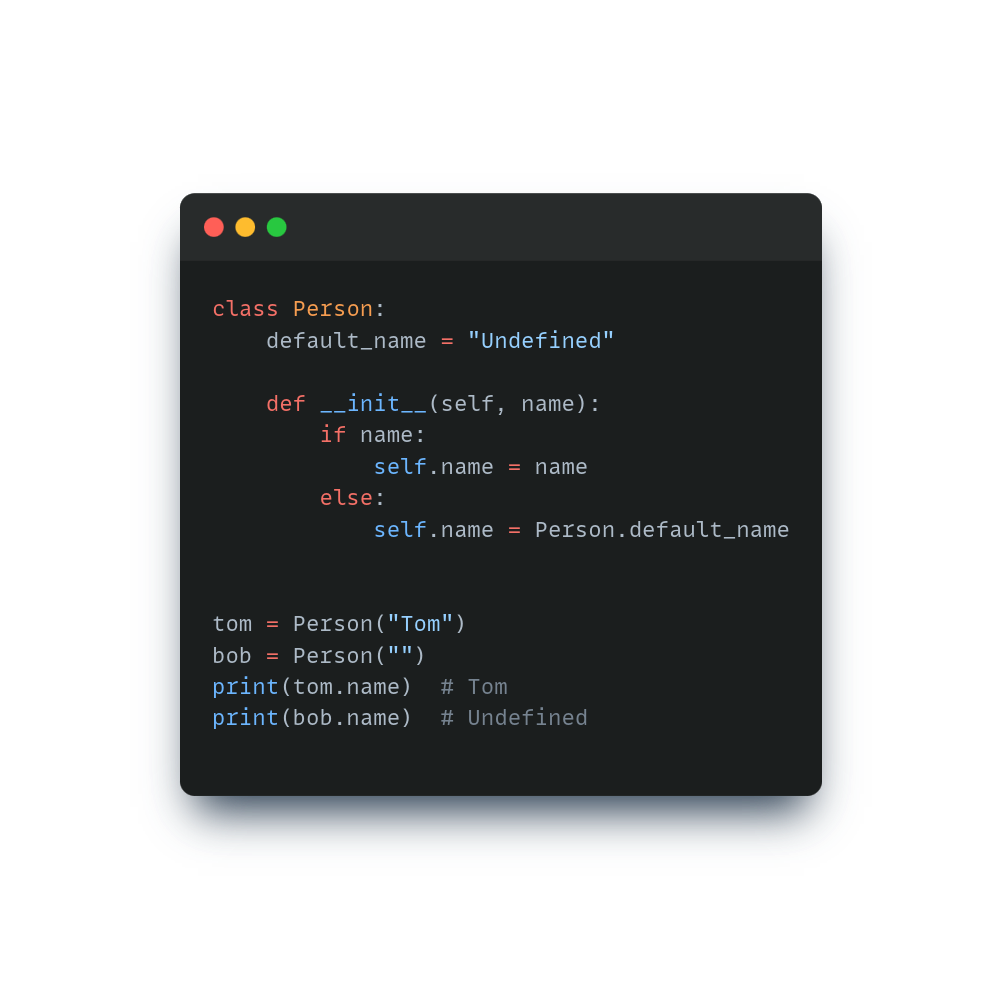 class Person:
    default_name = "Undefined"

    def __init__(self, name):
        if name:
            self.name = name
        else:
            self.name = Person.default_name


tom = Person("Tom")
bob = Person("")
print(tom.name)  # Tom
print(bob.name)  # Undefined